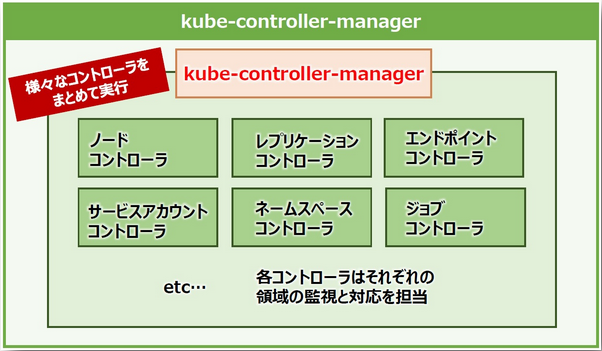 kube-controller-manager
様々なコントローラを
まとめて実行
kube-controller-manager
ノード
コントローラ
レプリケーション
コントローラ
エンドポイント
コントローラ
サービスアカウント
コントローラ
ネームスペース
コントローラ
ジョブ
コントローラ
etc…
各コントローラはそれぞれの
領域の監視と対応を担当